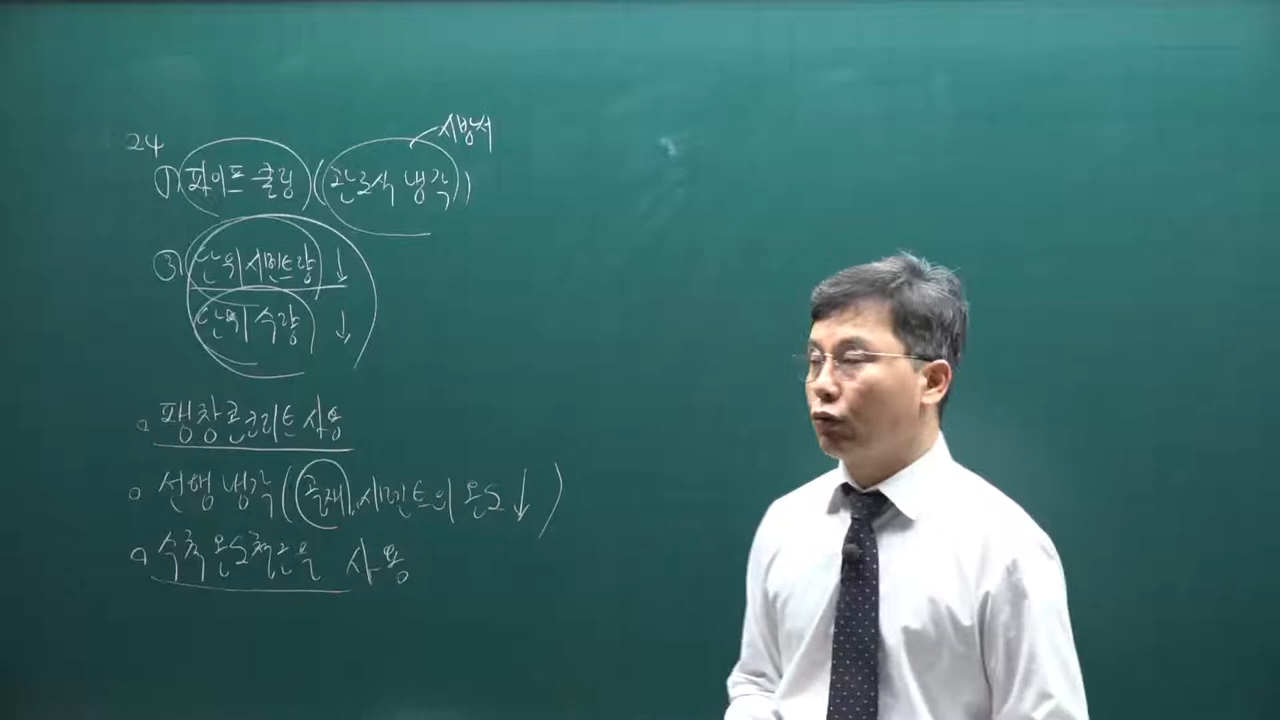 시방서
24
① 파이프 쿨링 (관로식 냉각)
③ 단위시멘트량 ↓
단위수량 ↓
◦ 팽창콘크리트 사용
◦ 선행 냉각 (골재, 시멘트의 온도↓)
◦ 수축온도철근을 사용